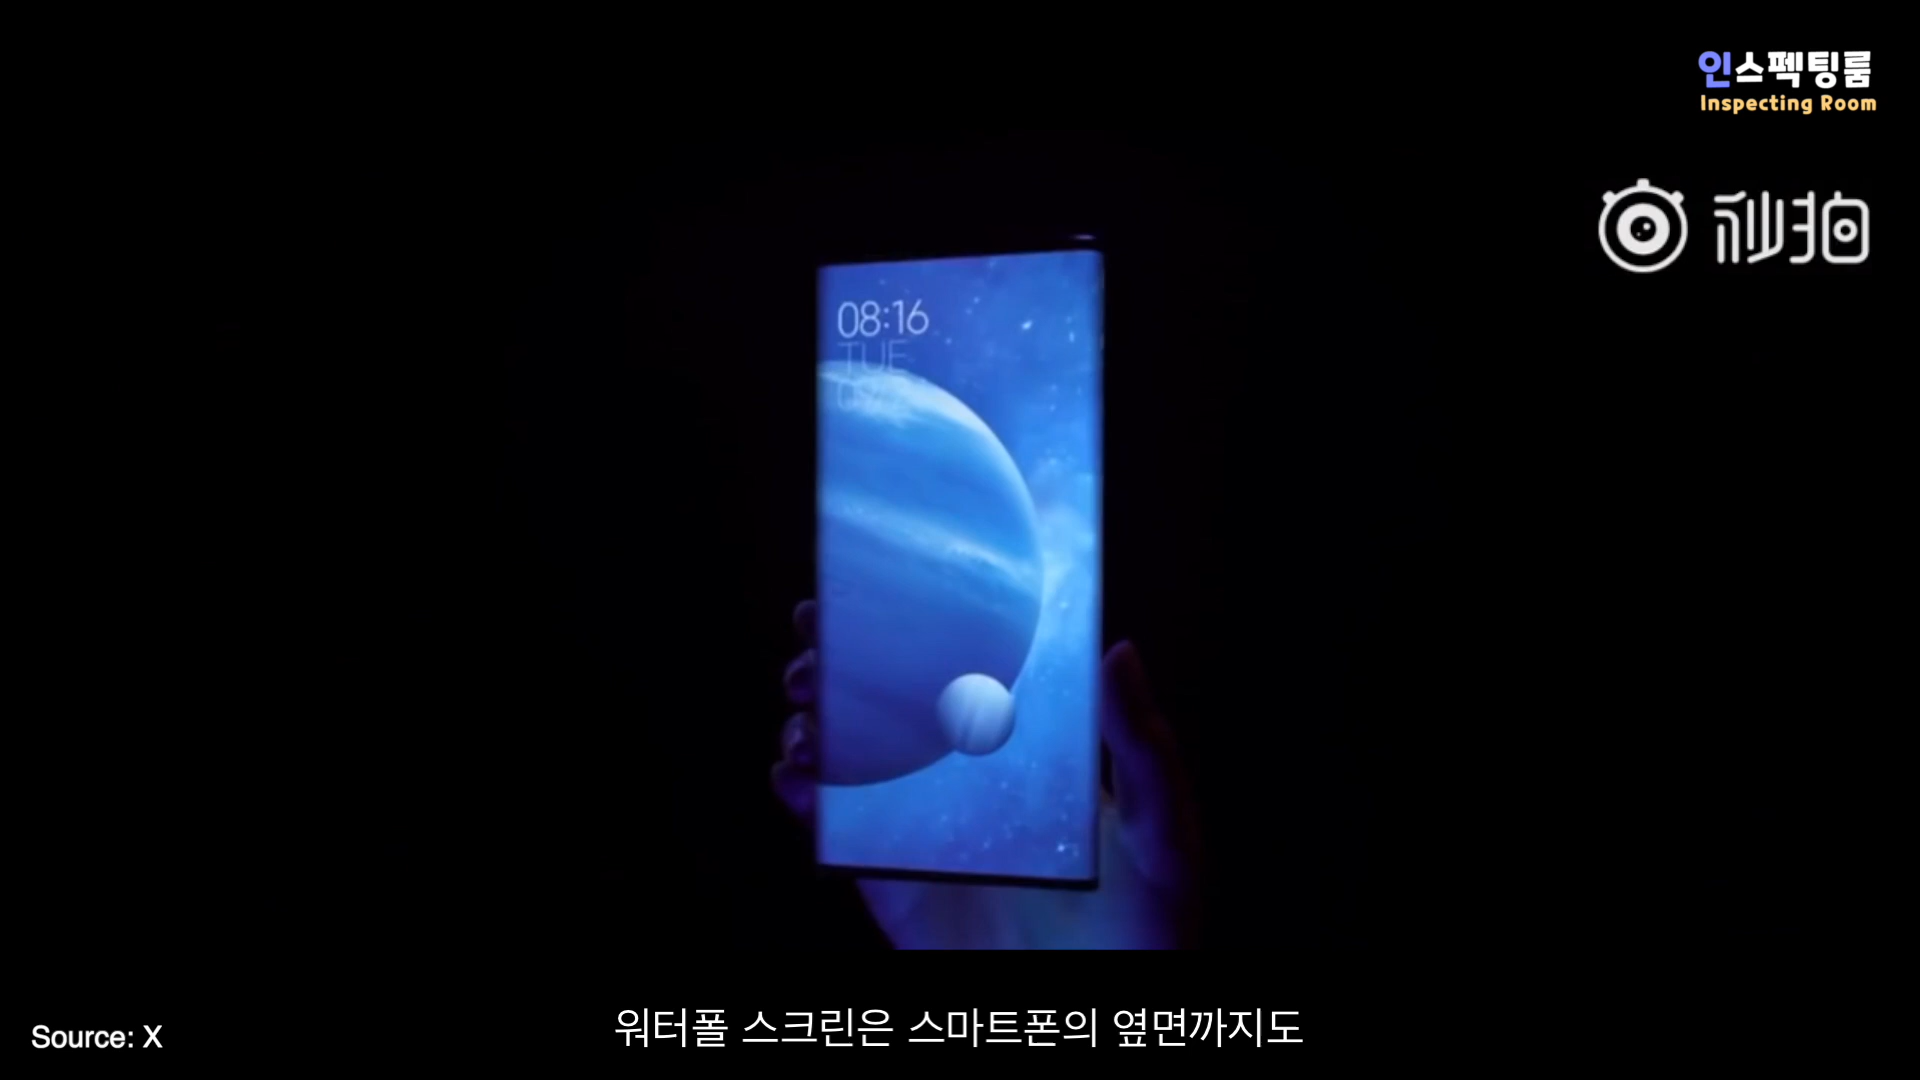 인스펙팅룸
Inspecting Room
秒拍
08:16
TUE
Source: X
워터폴 스크린은 스마트폰의 옆면까지도